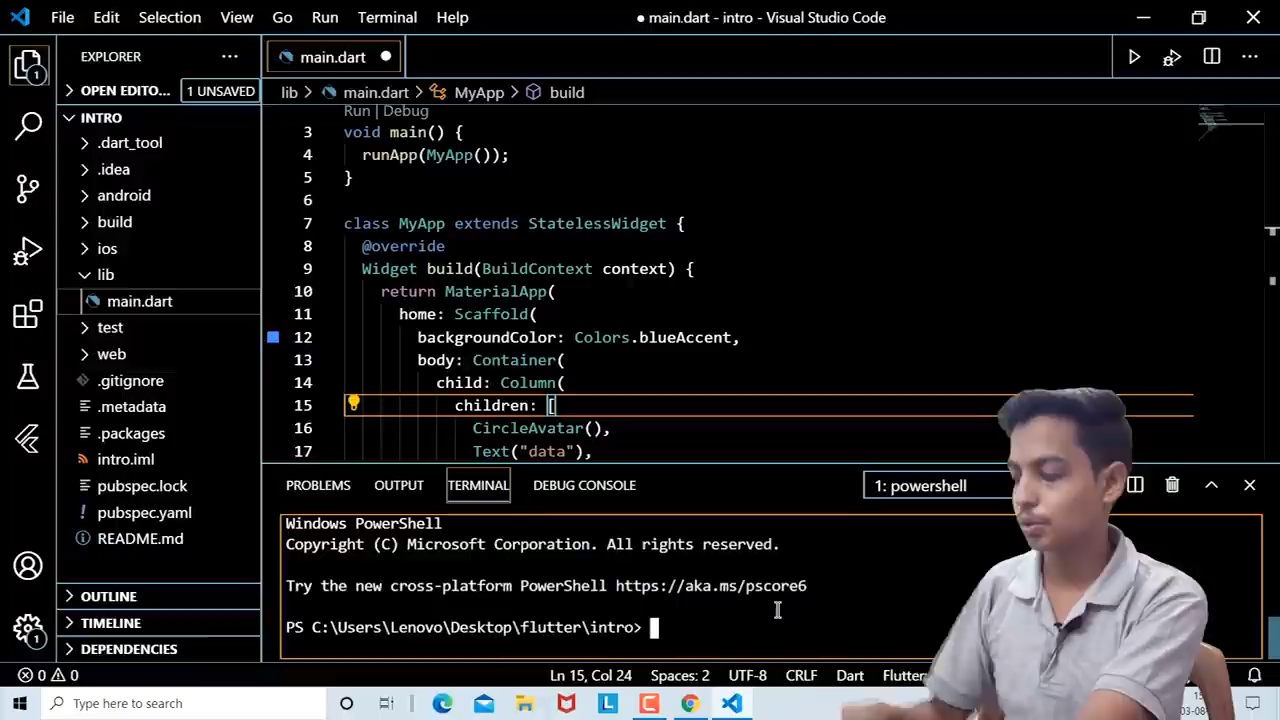 File Edit Selection View Go Run Terminal Help
● main.dart - intro - Visual Studio Code
EXPLORER
OPEN EDITO... 1 UNSAVED
INTRO
.dart_tool
.idea
android
build
ios
lib
main.dart
test
web
.gitignore
.metadata
.packages
intro.iml
pubspec.lock
pubspec.yaml
README.md
OUTLINE
TIMELINE
DEPENDENCIES
1
1
main.dart
lib > main.dart > MyApp > build
Run | Debug
3 void main() {
4 runApp(MyApp());
5 }
6
7 class MyApp extends StatelessWidget {
8 @override
9 Widget build(BuildContext context) {
10 return MaterialApp(
11 home: Scaffold(
12 backgroundColor: Colors.blueAccent,
13 body: Container(
14 child: Column(
15 children: [
16 CircleAvatar(),
17 Text("data"),
PROBLEMS OUTPUT TERMINAL DEBUG CONSOLE 1: powershell
Windows PowerShell
Copyright (C) Microsoft Corporation. All rights reserved.
Try the new cross-platform PowerShell https://aka.ms/pscore6
PS C:\Users\Lenovo\Desktop\flutter\intro>
0 0 Ln 15, Col 24 Spaces: 2 UTF-8 CRLF Dart Flutter
Type here to search
L